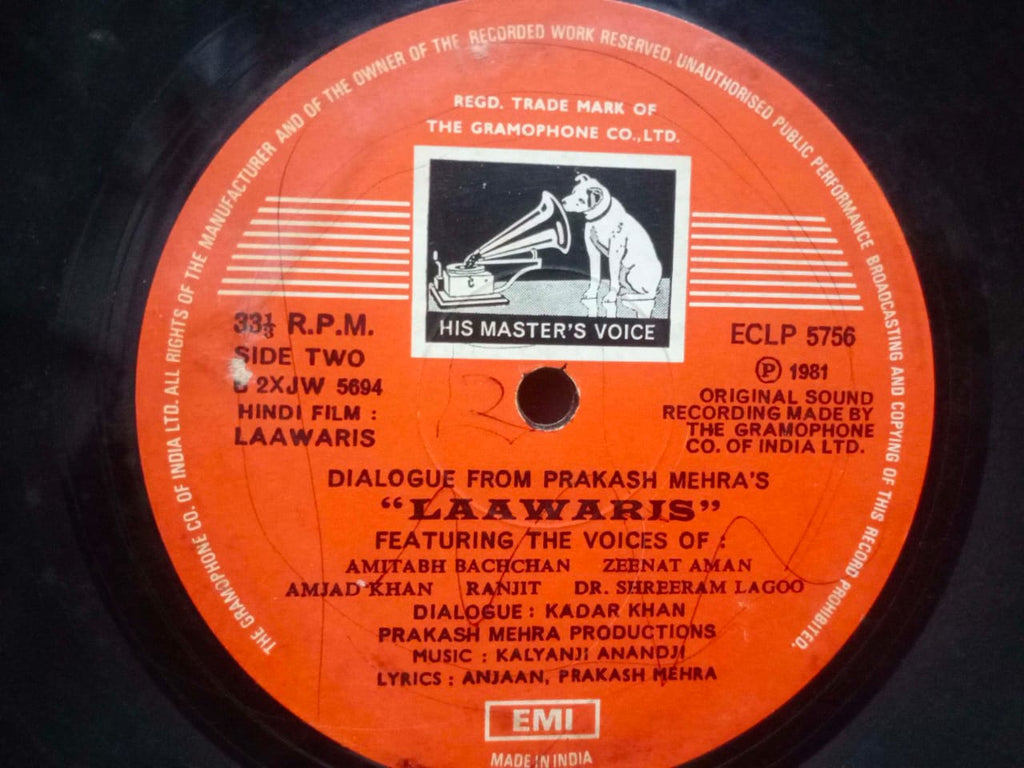 THE GRAMOPHONE CO. OF INDIA LTD. ALL RIGHTS OF THE MANUFACTURER AND OF THE OWNER OF THE RECORDED WORK RESERVED. UNAUTHORISED PUBLIC PERFORMANCE BROADCASTING AND COPYING OF THIS RECORD PROHIBITED.
REGD. TRADE MARK OF
THE GRAMOPHONE CO., LTD.
HIS MASTER'S VOICE
33⅓ R.P.M.
SIDE TWO
2XJW 5694
HINDI FILM :
LAAWARIS
ECLP 5756
Ⓟ 1981
ORIGINAL SOUND
RECORDING MADE BY
THE GRAMOPHONE
CO. OF INDIA LTD.
2
DIALOGUE FROM PRAKASH MEHRA'S
"LAAWARIS"
FEATURING THE VOICES OF :
AMITABH BACHCHAN ZEENAT AMAN
AMJAD KHAN RANJIT DR. SHREERAM LAGOO
DIALOGUE : KADAR KHAN
PRAKASH MEHRA PRODUCTIONS
MUSIC : KALYANJI ANANDJI
LYRICS : ANJAAN, PRAKASH MEHRA
EMI
MADE IN INDIA